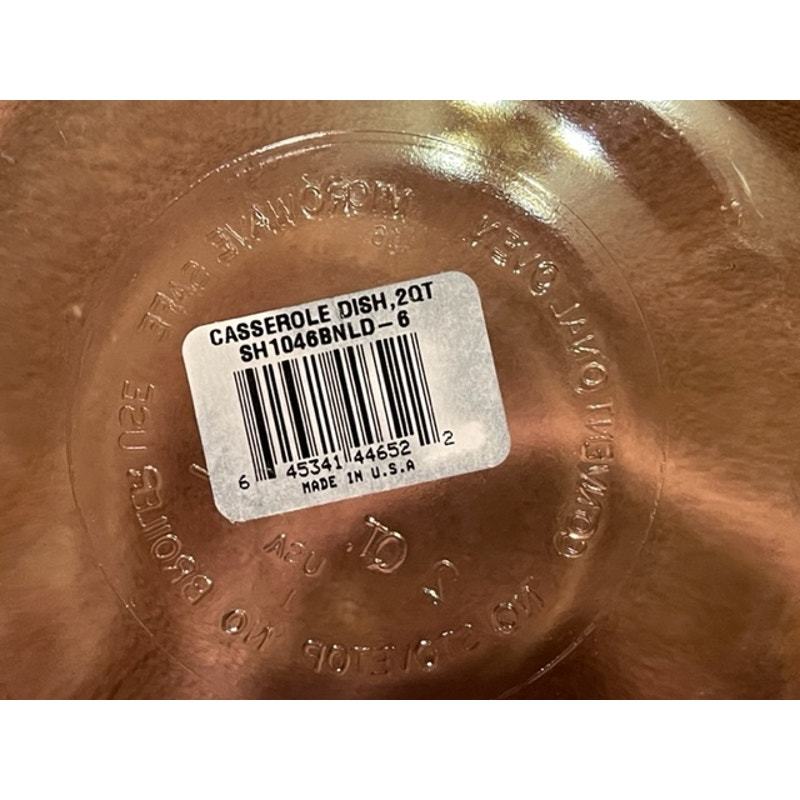 CASSEROLE DISH,2QT
SH1046BNLD-6
6 45341 44652 2
MADE IN U.S.A
MICROWAVE SAFE
CONVENTIONAL OVEN
NO STOVETOP NO BROILER USE
2 QT.
USA